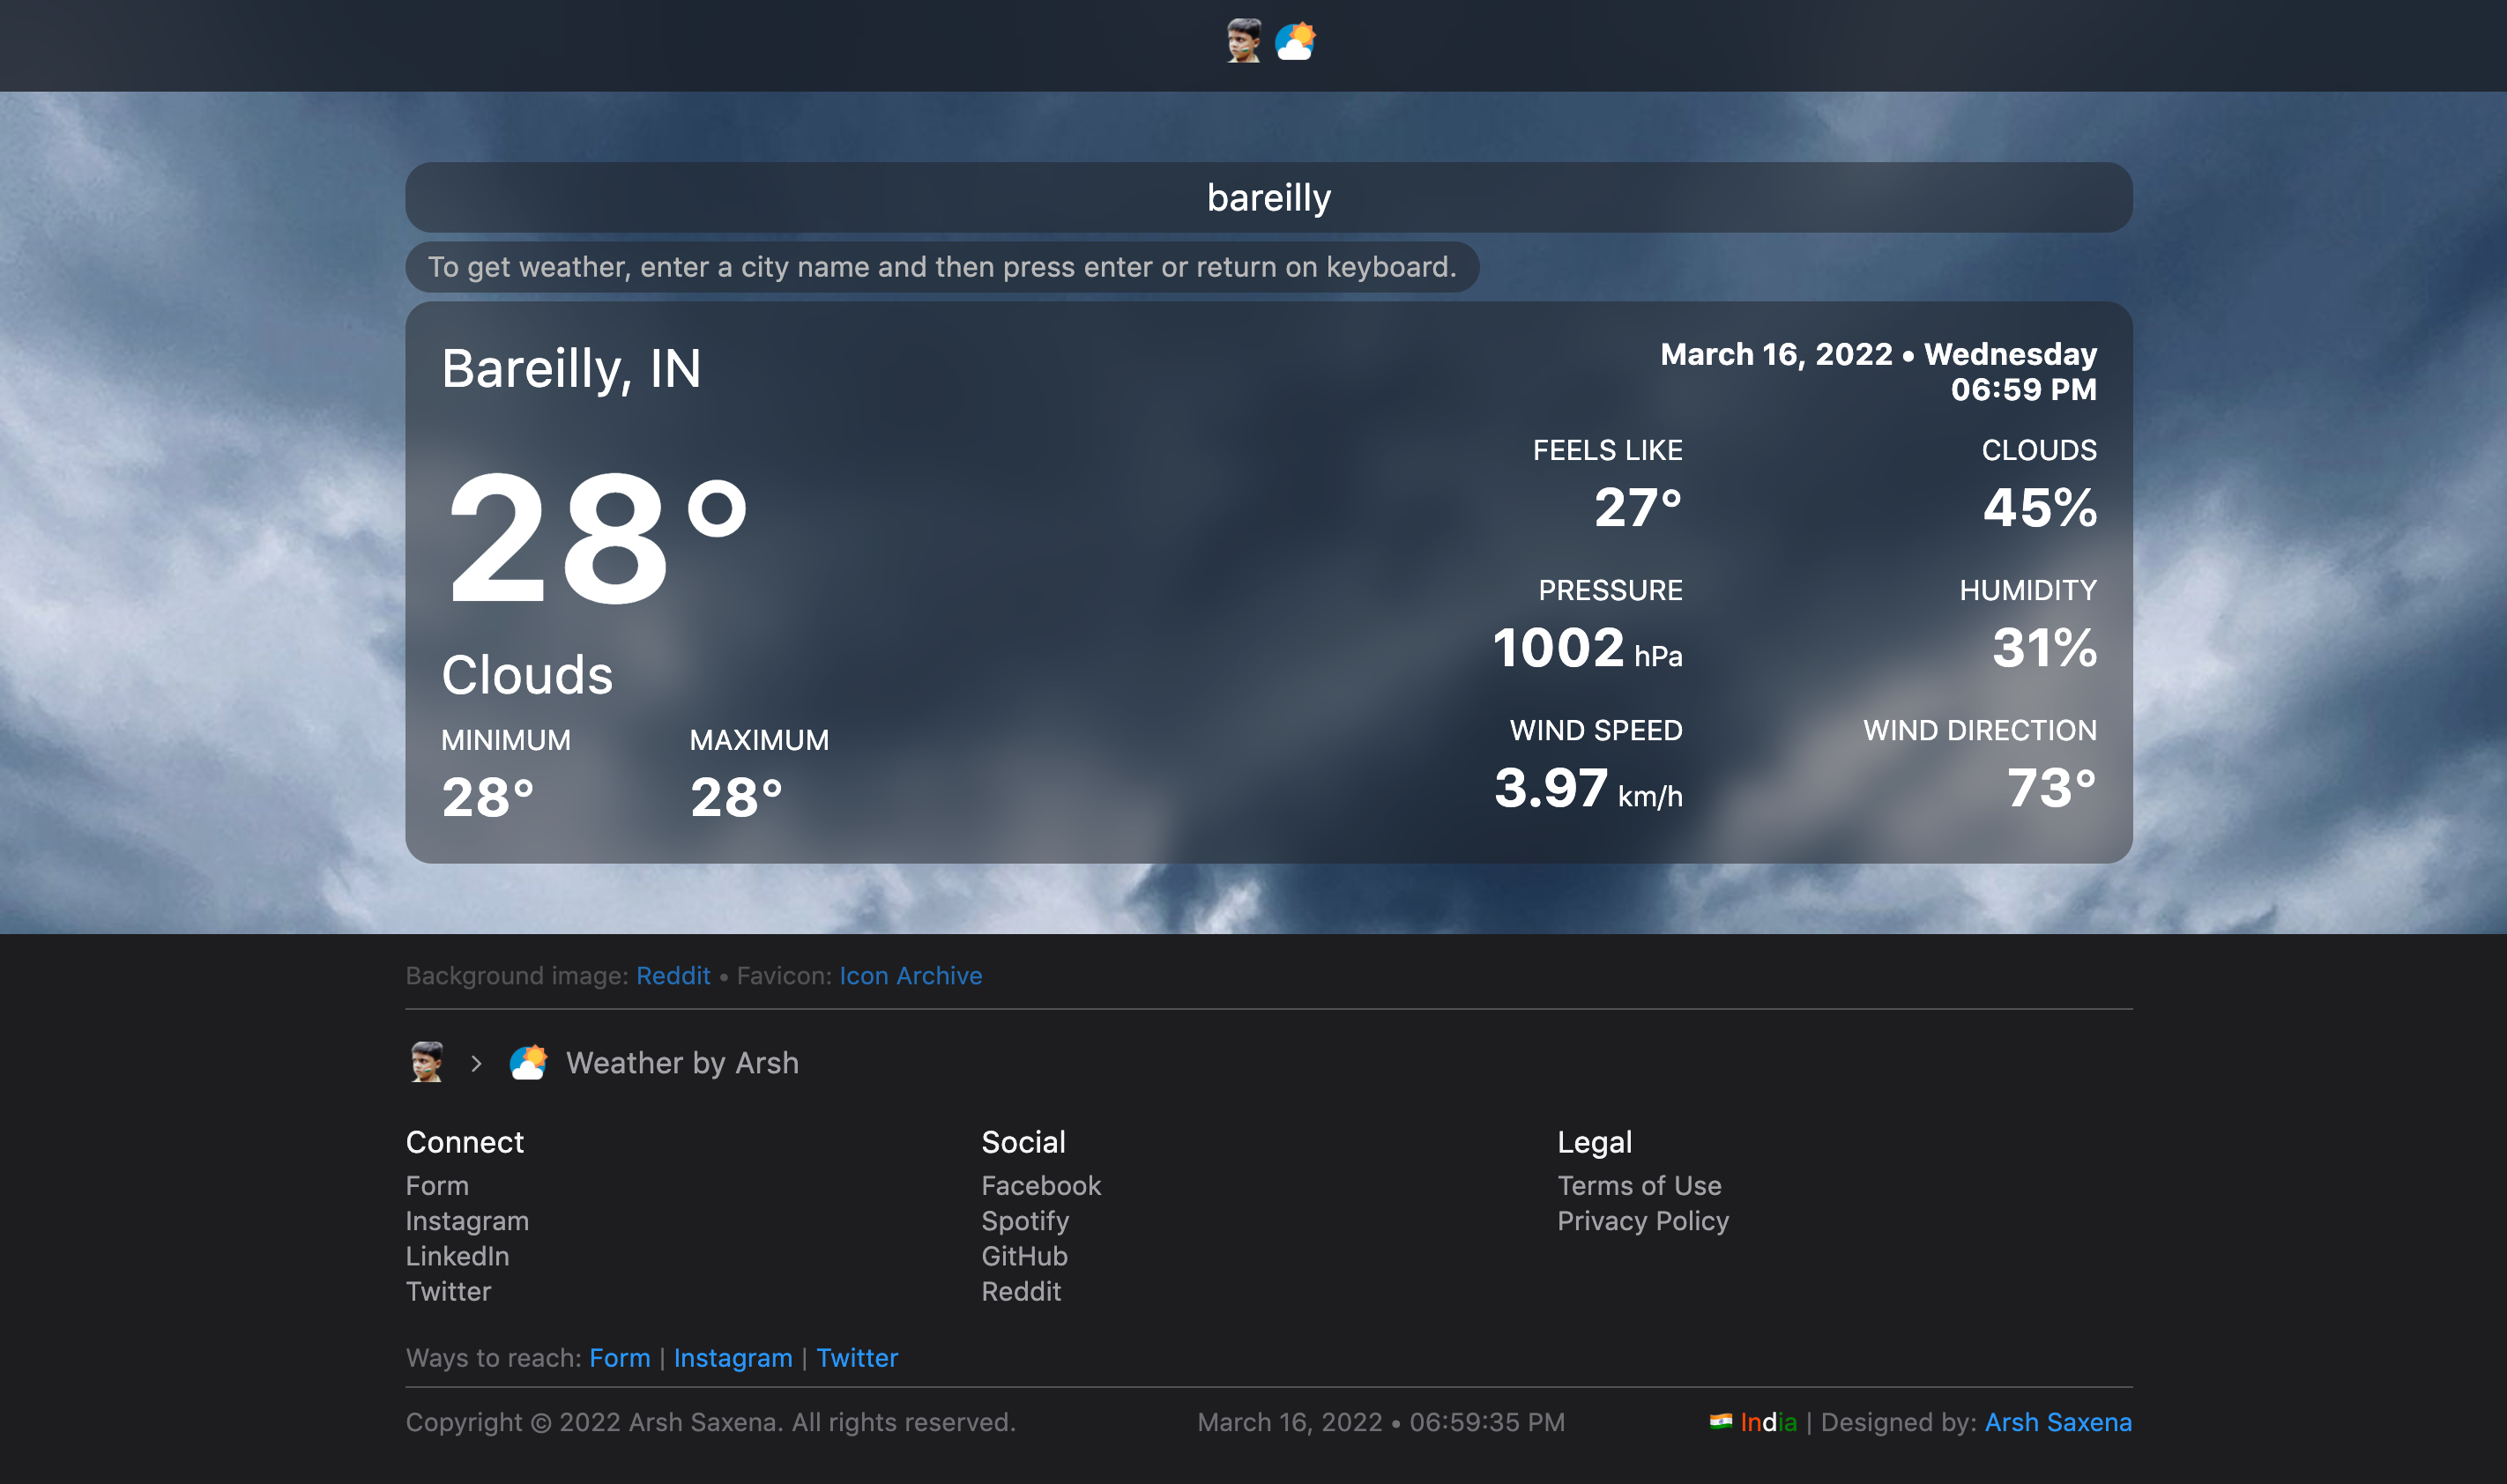 bareilly
To get weather, enter a city name and then press enter or return on keyboard.
Bareilly, IN
March 16, 2022 • Wednesday
06:59 PM
28°
Clouds
MINIMUM MAXIMUM
28° 28°
FEELS LIKE CLOUDS
27° 45%
PRESSURE HUMIDITY
1002 hPa 31%
WIND SPEED WIND DIRECTION
3.97 km/h 73°
Background image: Reddit • Favicon: Icon Archive
Weather by Arsh
Connect
Form
Instagram
LinkedIn
Twitter
Social
Facebook
Spotify
GitHub
Reddit
Legal
Terms of Use
Privacy Policy
Ways to reach: Form | Instagram | Twitter
Copyright © 2022 Arsh Saxena. All rights reserved.
March 16, 2022 • 06:59:35 PM
India | Designed by: Arsh Saxena